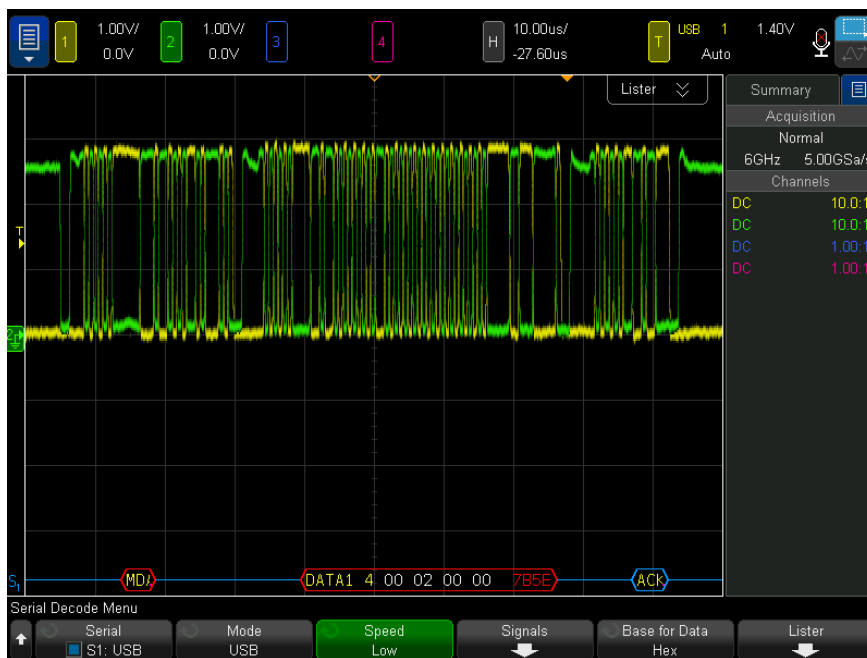 1 1.00V/ 2 1.00V/ 3 4 H 10.00us/ T USB 1 1.40V
0.0V 0.0V -27.60us Auto
Lister
Summary
Acquisition
Normal
6GHz 5.00GSa/s
Channels
DC 10.0:1
DC 10.0:1
DC 1.00:1
DC 1.00:1
T
2
S1 MDA DATA1 4 00 02 00 00 7B5E ACK
Serial Decode Menu
Serial Mode Speed Signals Base for Data Lister
S1: USB USB Low Hex